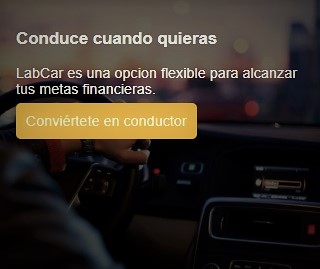 Conduce cuando quieras
LabCar es una opcion flexible para alcanzar
tus metas financieras.
Conviértete en conductor